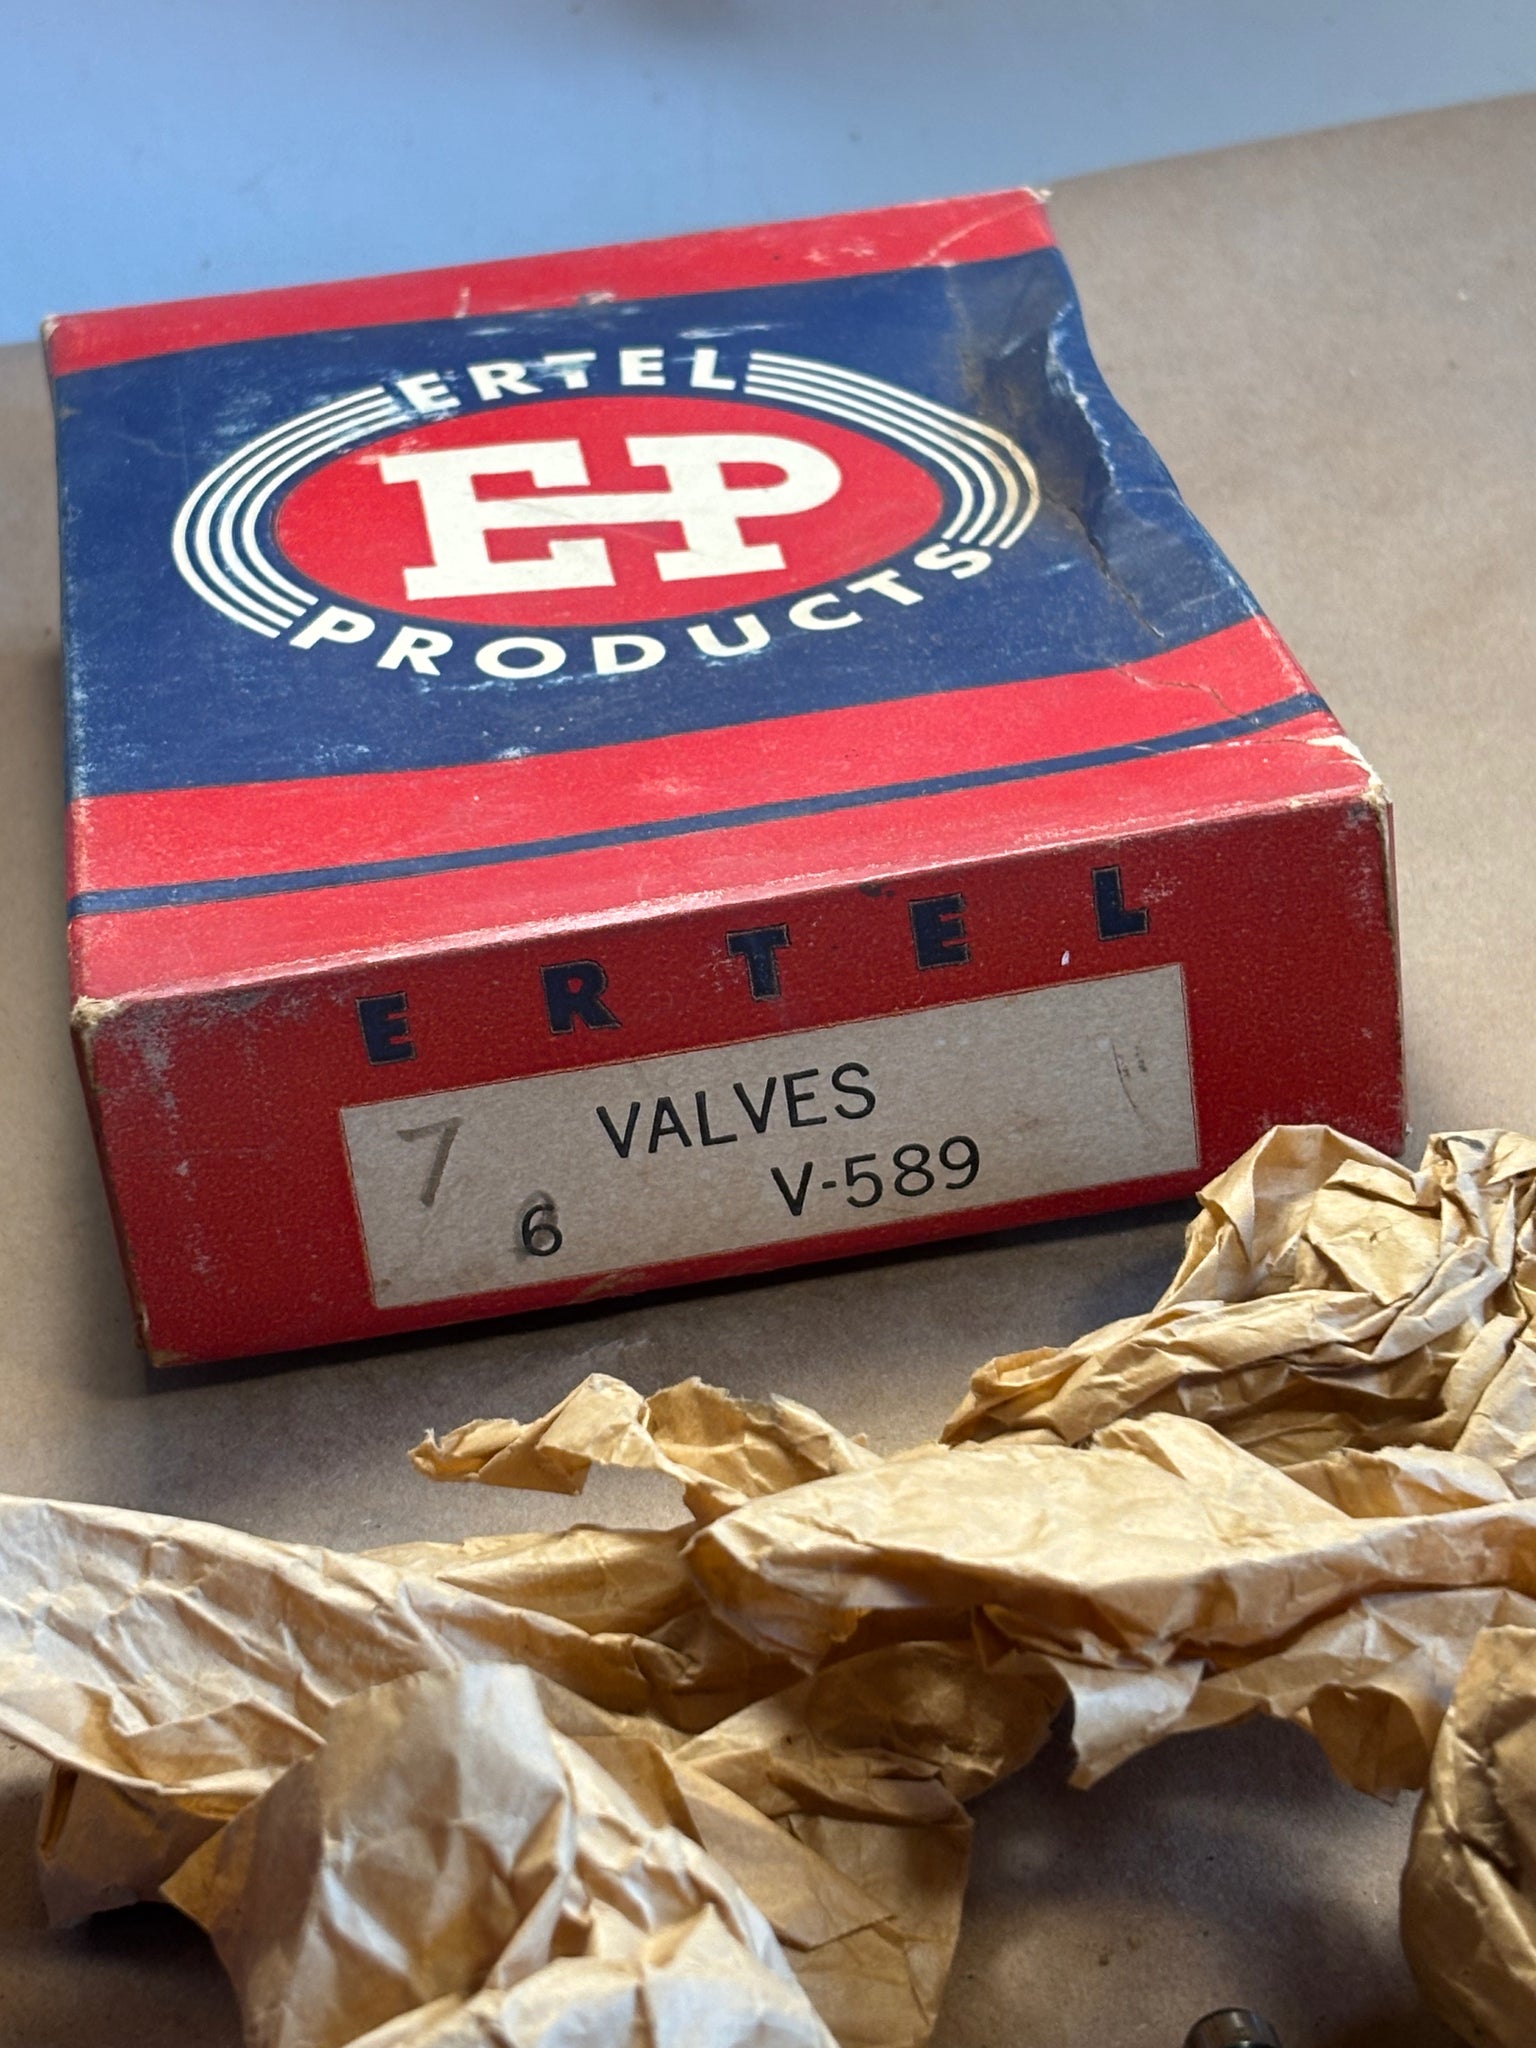 ERTEL
EP
PRODUCTS
ERTEL
7 VALVES
6 V-589